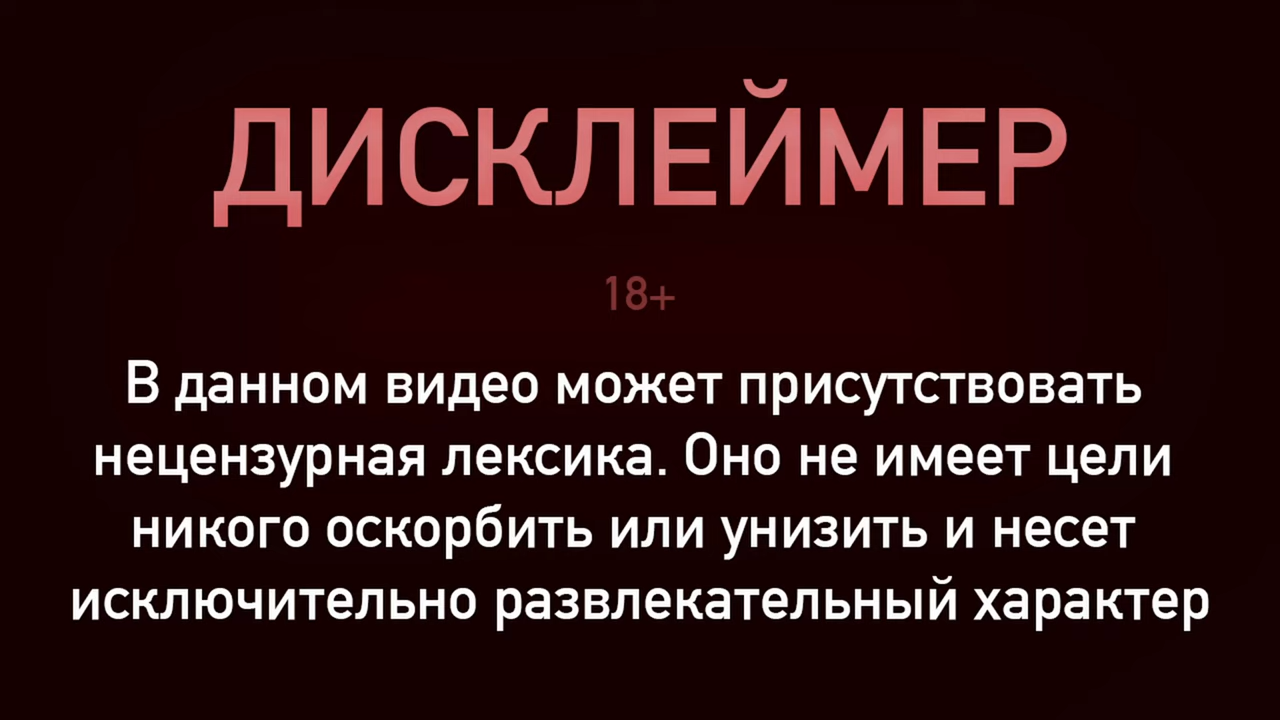 ДИСКЛЕЙМЕР
18+
В данном видео может присутствовать
нецензурная лексика. Оно не имеет цели
никого оскорбить или унизить и несет
исключительно развлекательный характер